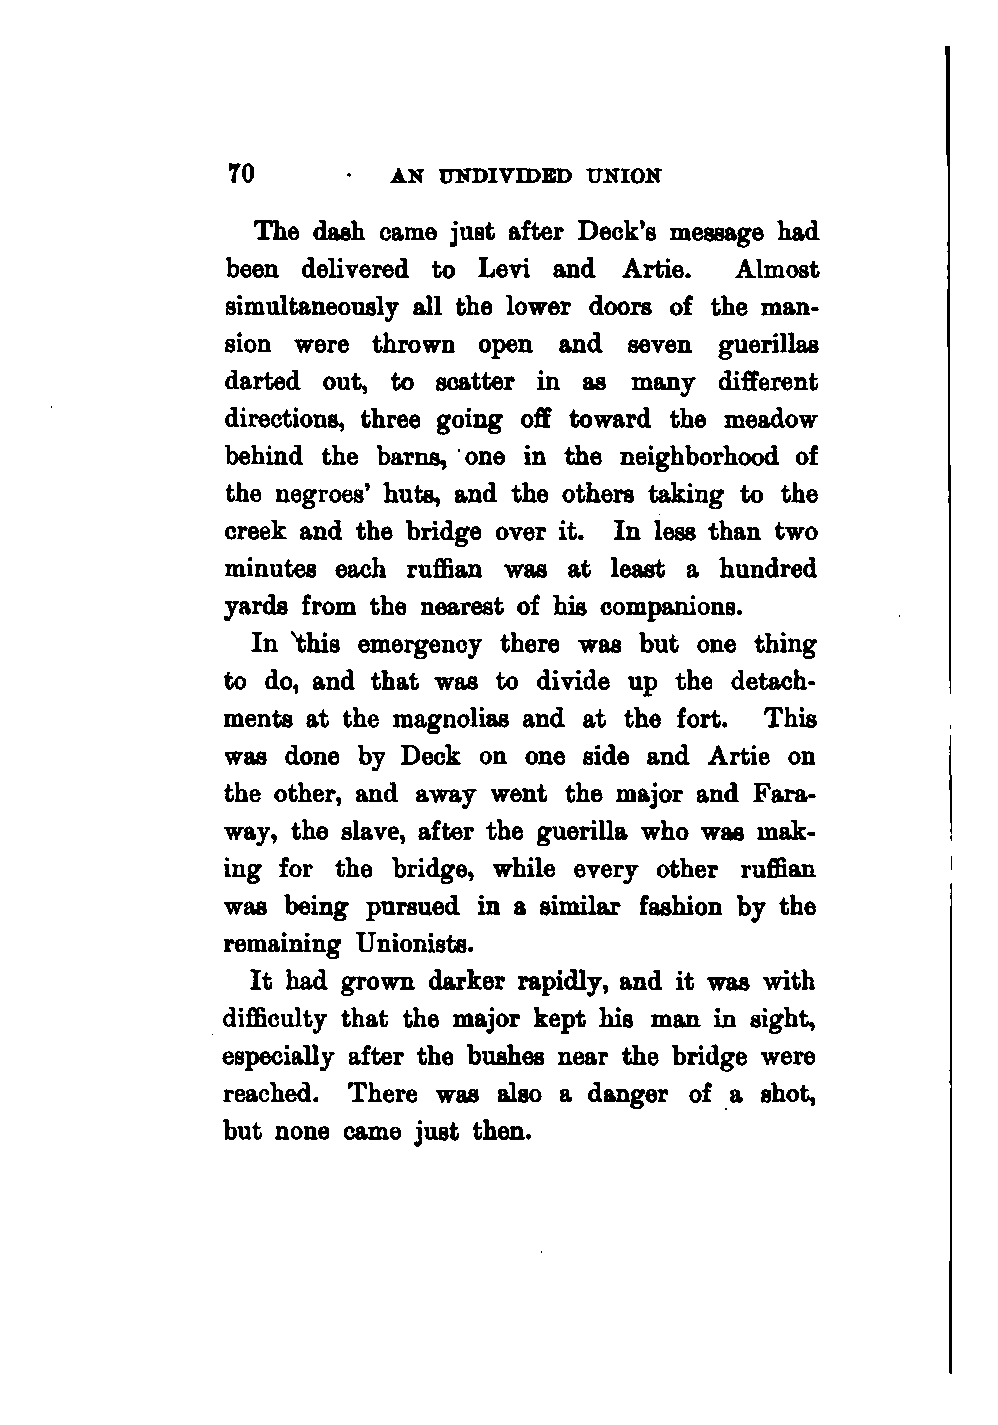 70 AN UNDIVIDED UNION
The dash came just after Deck's message had
been delivered to Levi and Artie. Almost
simultaneously all the lower doors of the man-
sion were thrown open and seven guerillas
darted out, to scatter in as many different
directions, three going off toward the meadow
behind the barns, one in the neighborhood of
the negroes' huts, and the others taking to the
creek and the bridge over it. In less than two
minutes each ruffian was at least a hundred
yards from the nearest of his companions.
In this emergency there was but one thing
to do, and that was to divide up the detach-
ments at the magnolias and at the fort. This
was done by Deck on one side and Artie on
the other, and away went the major and Fara-
way, the slave, after the guerilla who was mak-
ing for the bridge, while every other ruffian
was being pursued in a similar fashion by the
remaining Unionists.
It had grown darker rapidly, and it was with
difficulty that the major kept his man in sight,
especially after the bushes near the bridge were
reached. There was also a danger of a shot,
but none came just then.